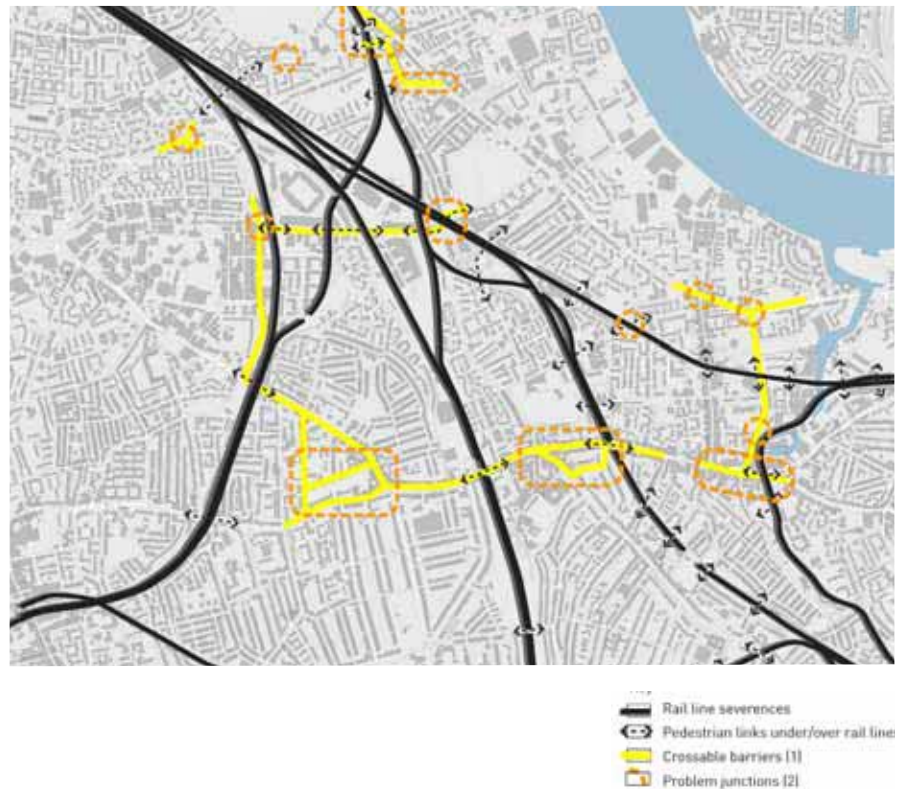 Rail line severences
Pedestrian links under/over rail line
Crossable barriers (1)
Problem junctions (2)